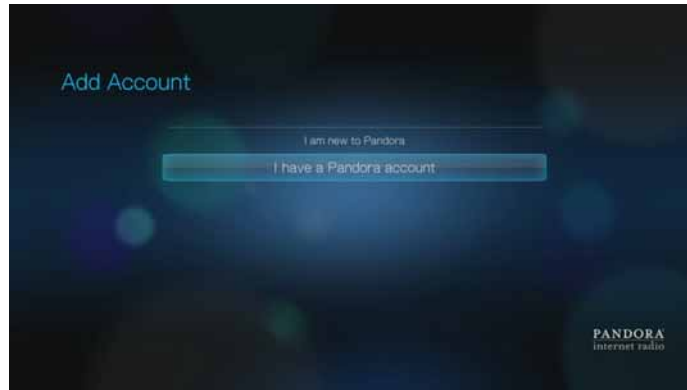 Add Account
I am new to Pandora
I have a Pandora account
PANDORA
internet radio